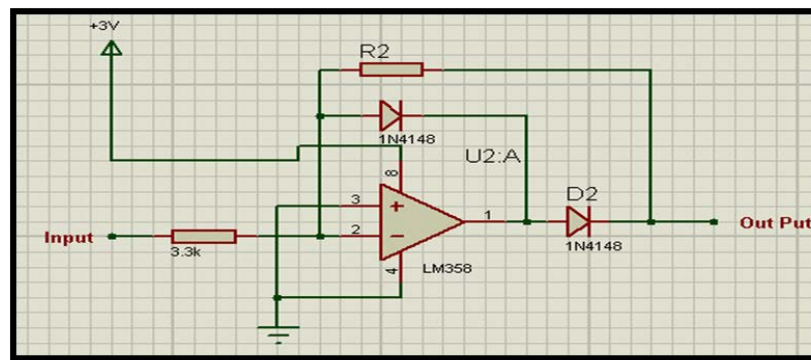 +3V
R2
1N4148
U2:A
8
3
2
1
4
D2
1N4148
LM358
Input
3.3k
Out Put